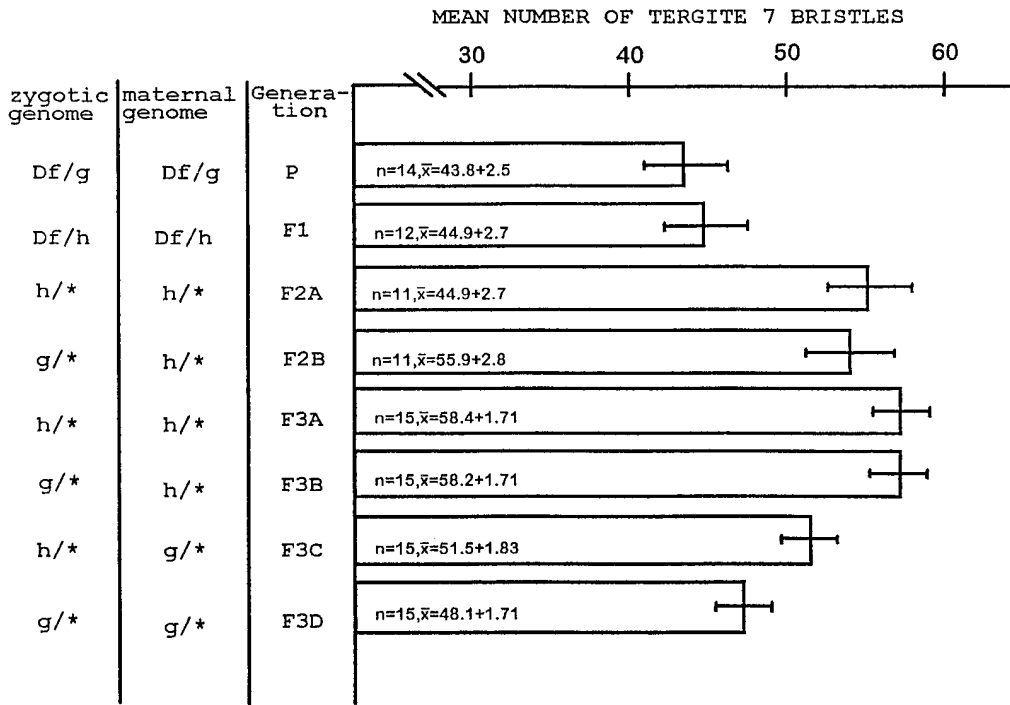 MEAN NUMBER OF TERGITE 7 BRISTLES
30 40 50 60
zygotic genome maternal genome Genera-tion
Df/g Df/g P n=14,x̄=43.8+2.5
Df/h Df/h F1 n=12,x̄=44.9+2.7
h/* h/* F2A n=11,x̄=44.9+2.7
g/* h/* F2B n=11,x̄=55.9+2.8
h/* h/* F3A n=15,x̄=58.4+1.71
g/* h/* F3B n=15,x̄=58.2+1.71
h/* g/* F3C n=15,x̄=51.5+1.83
g/* g/* F3D n=15,x̄=48.1+1.71